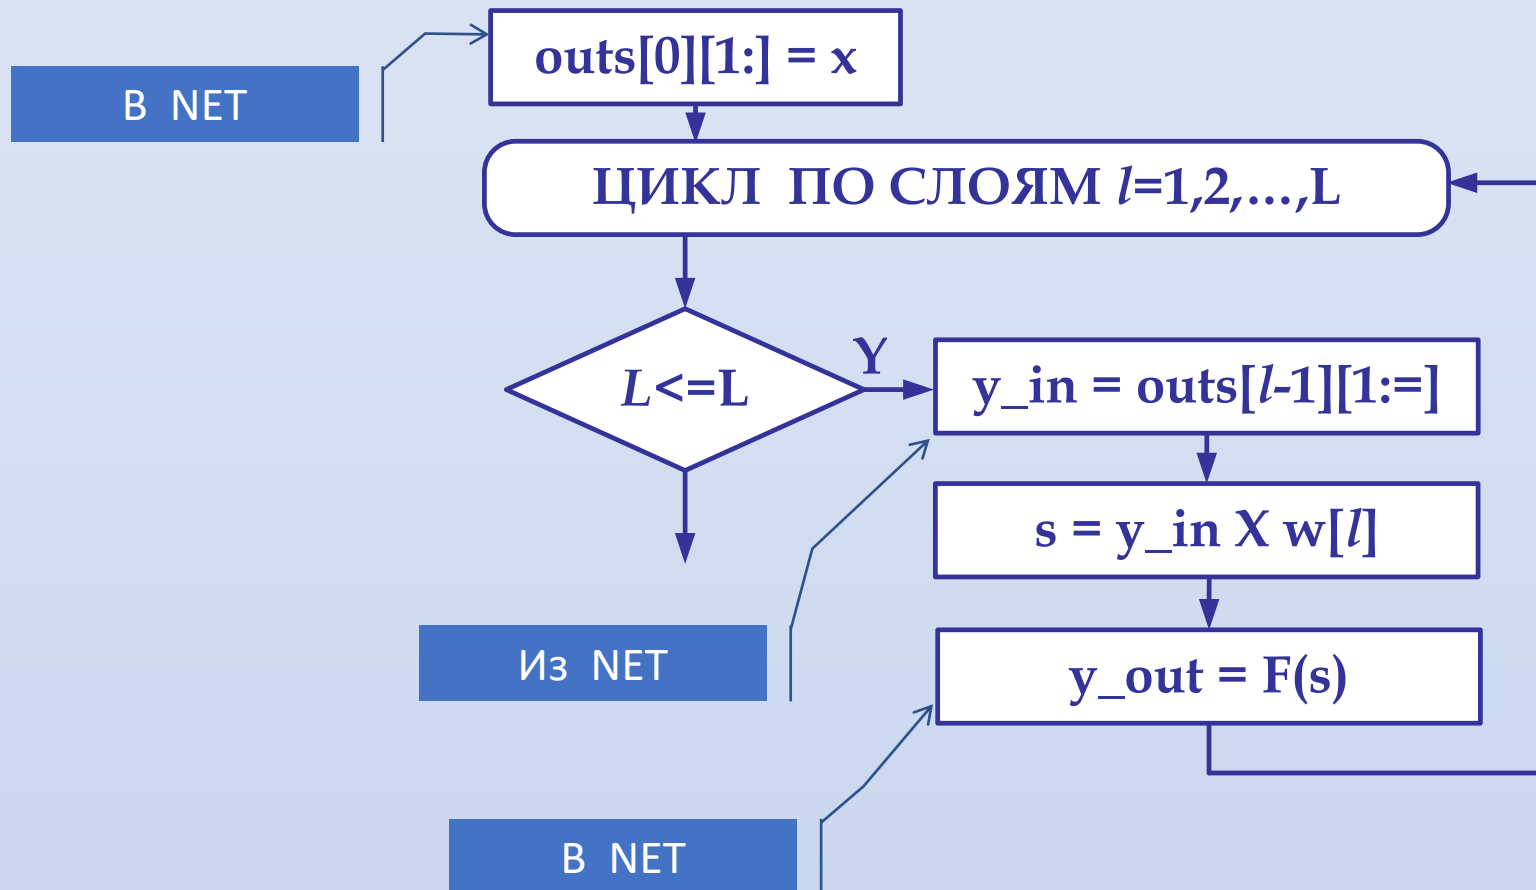 outs[0][1:] = x
В NET
ЦИКЛ ПО СЛОЯМ l=1,2,...,L
L<=L
Y
y_in = outs[l-1][1:=]
s = y_in X w[l]
Из NET
y_out = F(s)
В NET